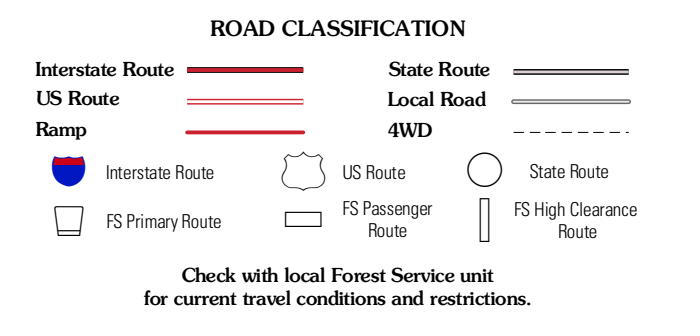 ROAD CLASSIFICATION
Interstate Route
State Route
US Route
Local Road
Ramp
4WD
Interstate Route
US Route
State Route
FS Primary Route
FS Passenger
Route
FS High Clearance
Route
Check with local Forest Service unit
for current travel conditions and restrictions.